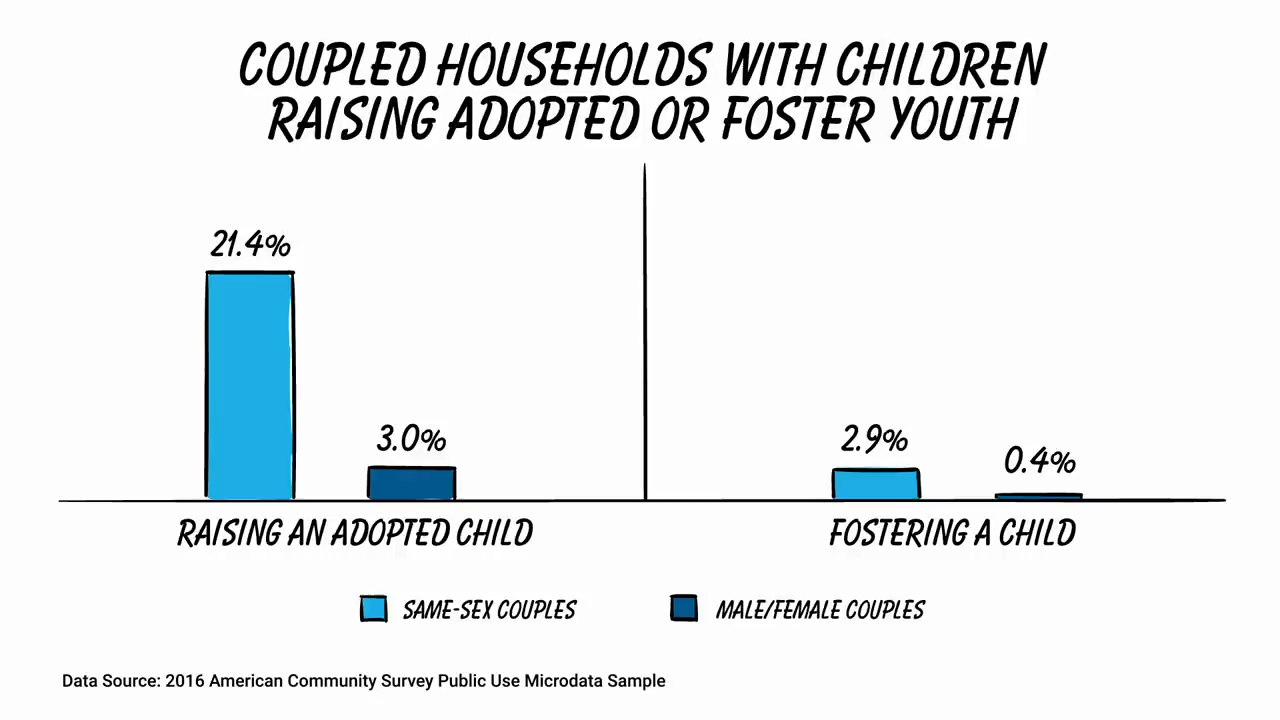 COUPLED HOUSEHOLDS WITH CHILDREN
RAISING ADOPTED OR FOSTER YOUTH
21.4%
3.0%
2.9%
0.4%
RAISING AN ADOPTED CHILD
FOSTERING A CHILD
SAME-SEX COUPLES
MALE/FEMALE COUPLES
Data Source: 2016 American Community Survey Public Use Microdata Sample